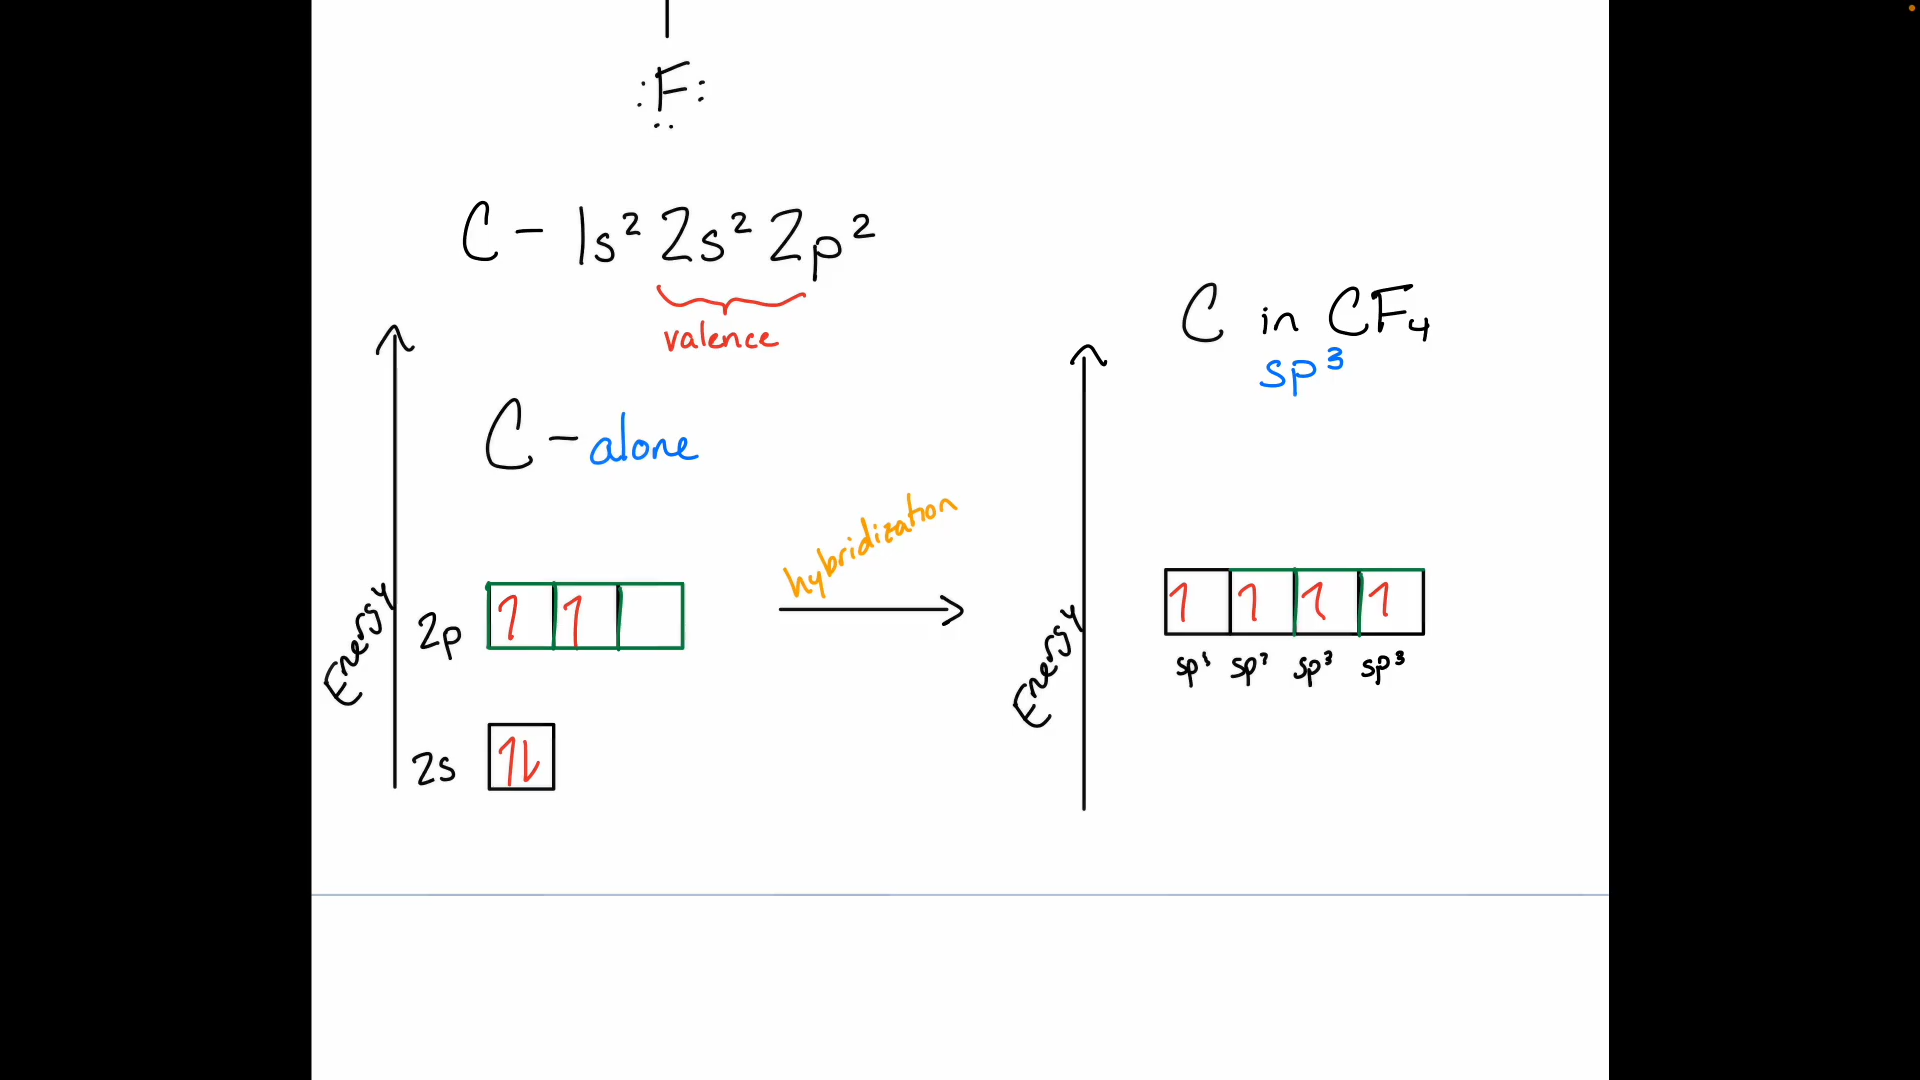 :F:
..
C - 1s² 2s² 2p²
valence
C in CF₄
sp³
C - alone
hybridization
Energy
2p
2s
Energy
sp³ sp³ sp³ sp³